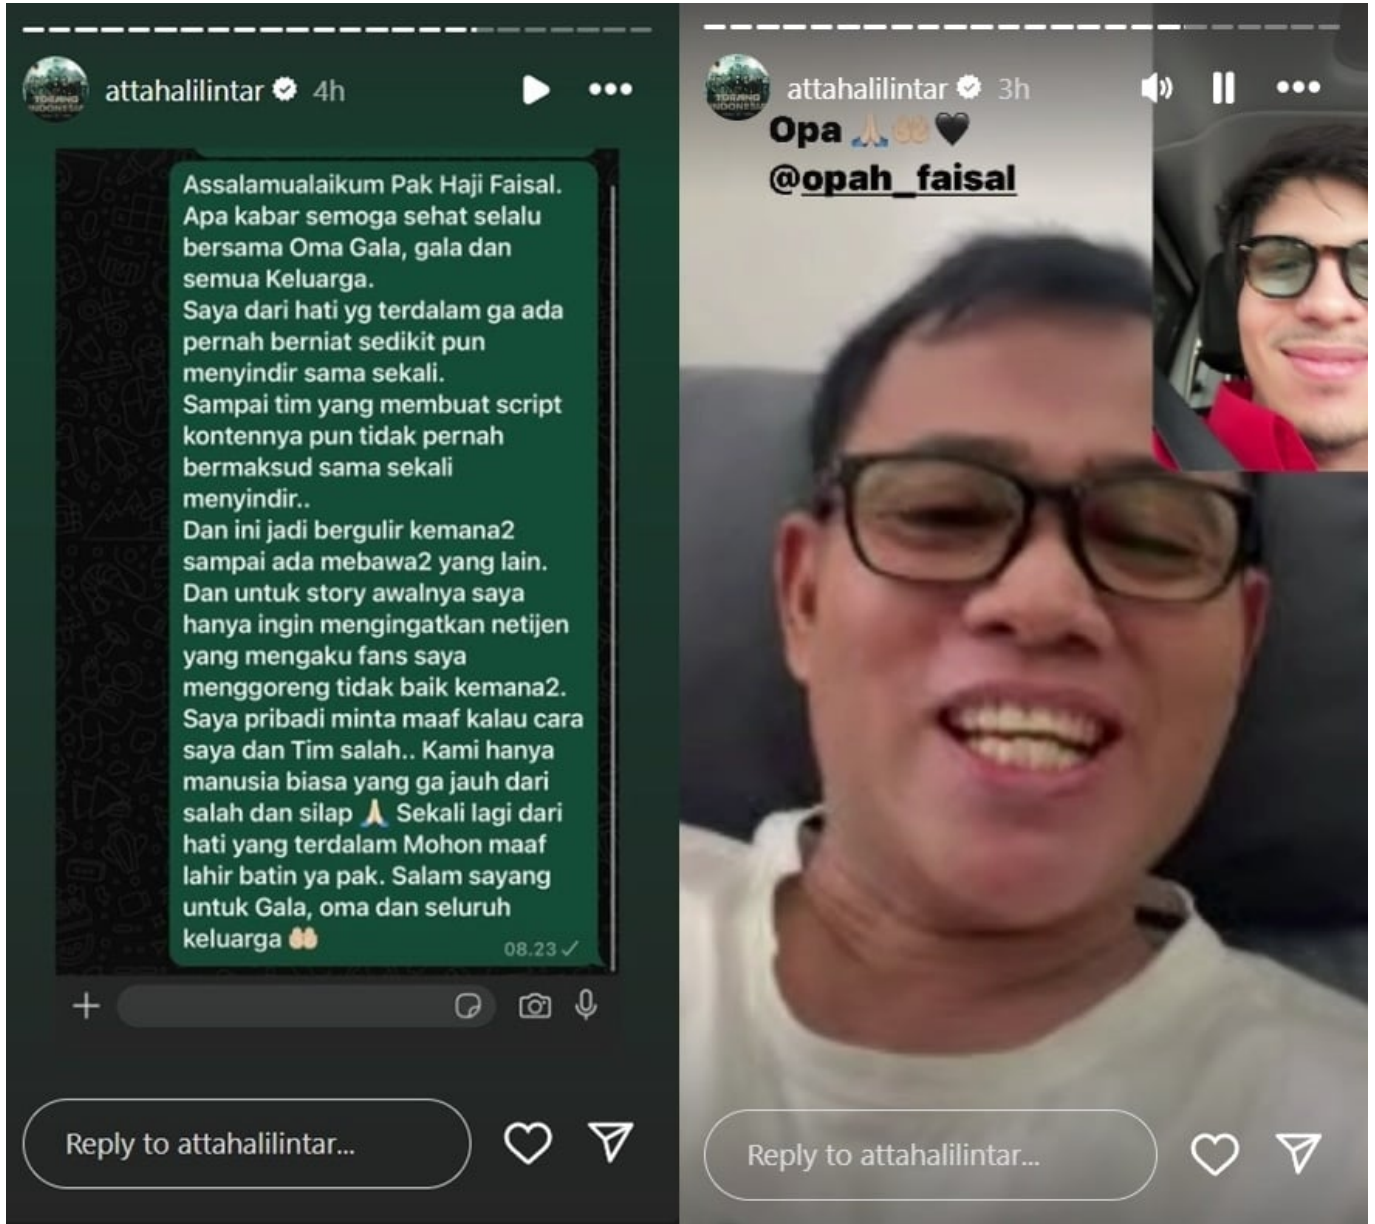 attahalilintar 4h
Assalamualaikum Pak Haji Faisal.
Apa kabar semoga sehat selalu
bersama Oma Gala, gala dan
semua Keluarga.
Saya dari hati yg terdalam ga ada
pernah berniat sedikit pun
menyindir sama sekali.
Sampai tim yang membuat script
kontennya pun tidak pernah
bermaksud sama sekali
menyindir..
Dan ini jadi bergulir kemana2
sampai ada mebawa2 yang lain.
Dan untuk story awalnya saya
hanya ingin mengingatkan netijen
yang mengaku fans saya
menggoreng tidak baik kemana2.
Saya pribadi minta maaf kalau cara
saya dan Tim salah.. Kami hanya
manusia biasa yang ga jauh dari
salah dan silap 🙏🏻 Sekali lagi dari
hati yang terdalam Mohon maaf
lahir batin ya pak. Salam sayang
untuk Gala, oma dan seluruh
keluarga 🤲🏻
08.23
Reply to attahalilintar...
attahalilintar 3h
Opa 🙏🏻🤲🏻🖤
@opah_faisal
Reply to attahalilintar...